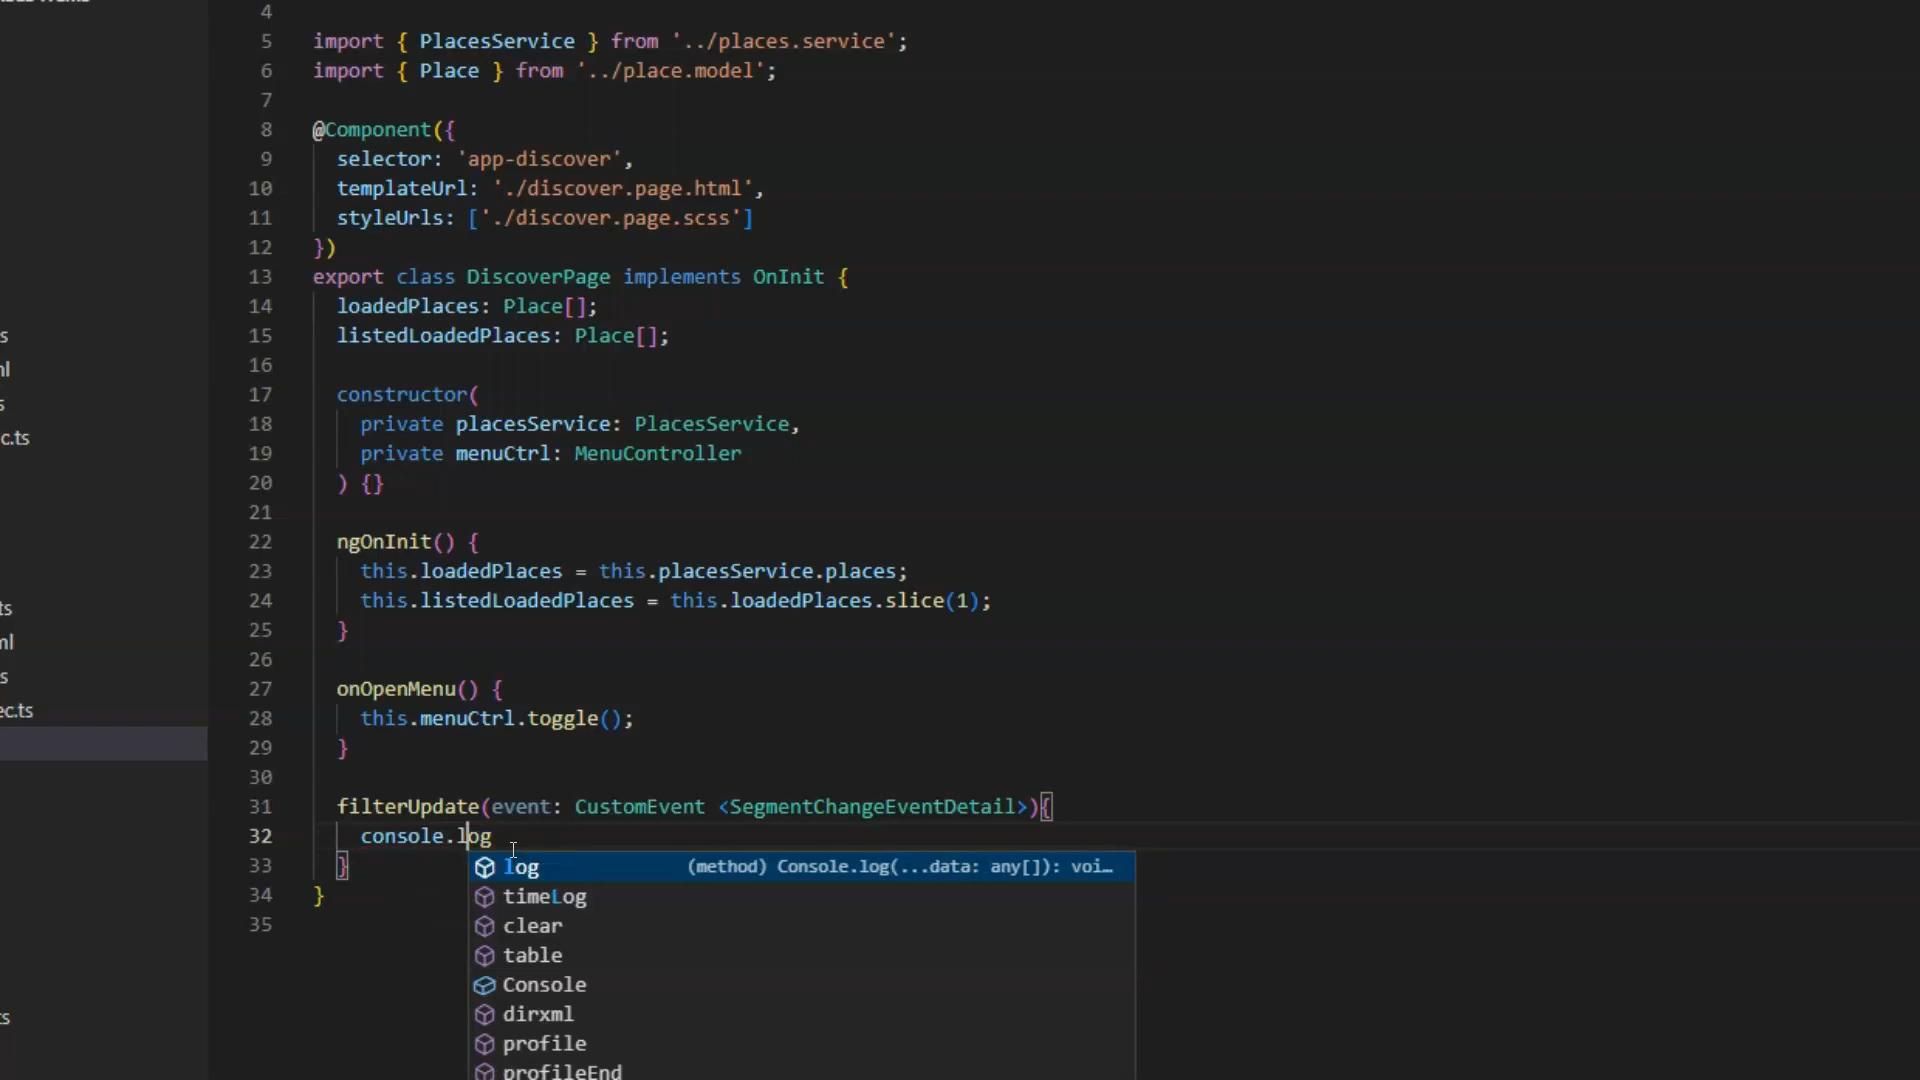 4
5 import { PlacesService } from '../places.service';
6 import { Place } from '../place.model';
7
8 @Component({
9 selector: 'app-discover',
10 templateUrl: './discover.page.html',
11 styleUrls: ['./discover.page.scss']
12 })
13 export class DiscoverPage implements OnInit {
14 loadedPlaces: Place[];
15 listedLoadedPlaces: Place[];
16
17 constructor(
18 private placesService: PlacesService,
19 private menuCtrl: MenuController
20 ) {}
21
22 ngOnInit() {
23 this.loadedPlaces = this.placesService.places;
24 this.listedLoadedPlaces = this.loadedPlaces.slice(1);
25 }
26
27 onOpenMenu() {
28 this.menuCtrl.toggle();
29 }
30
31 filterUpdate(event: CustomEvent <SegmentChangeEventDetail>){
32 console.log
33 }
34 }
35
log (method) Console.log(...data: any[]): voi…
timeLog
clear
table
Console
dirxml
profile
profileEnd
s
ml
s
c.ts
ts
ml
s
ec.ts
ts